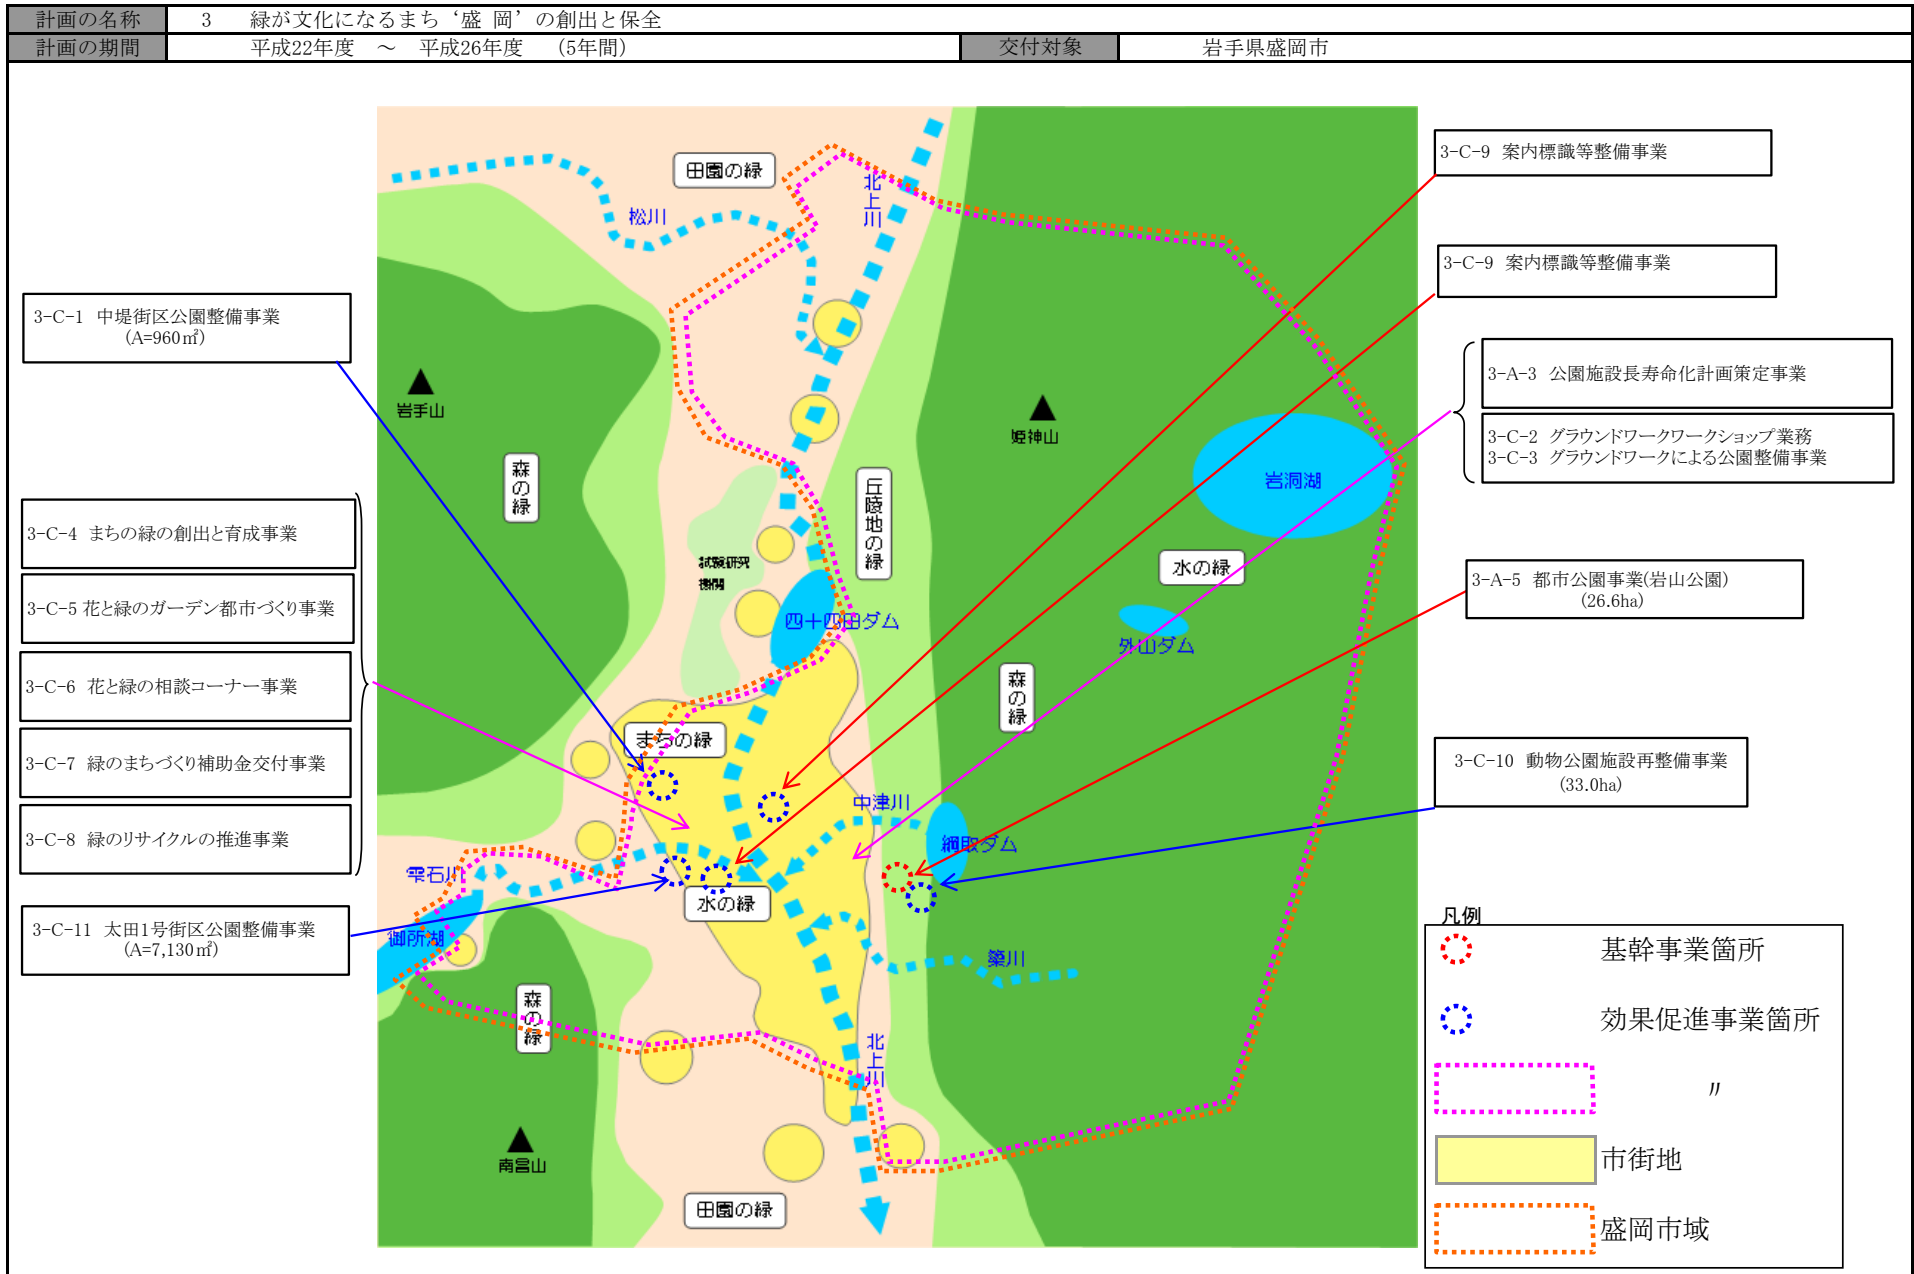 計画の名称 3 緑が文化になるまち‘盛 岡’の創出と保全
計画の期間 平成22年度 ～ 平成26年度 (5年間) 交付対象 岩手県盛岡市
3-C-1 中堤街区公園整備事業
(A=960㎡)
3-C-4 まちの緑の創出と育成事業
3-C-5 花と緑のガーデン都市づくり事業
3-C-6 花と緑の相談コーナー事業
3-C-7 緑のまちづくり補助金交付事業
3-C-8 緑のリサイクルの推進事業
3-C-11 太田1号街区公園整備事業
(A=7,130㎡)
田園の緑
北上川
松川
岩手山
姫神山
森の緑
丘陵地の緑
岩洞湖
試験研究
機関
水の緑
四十四田ダム
外山ダム
森の緑
まちの緑
中津川
綱取ダム
雫石川
水の緑
御所湖
簗川
森の緑
北上川
南昌山
田園の緑
3-C-9 案内標識等整備事業
3-C-9 案内標識等整備事業
3-A-3 公園施設長寿命化計画策定事業
3-C-2 グラウンドワークワークショップ業務
3-C-3 グラウンドワークによる公園整備事業
3-A-5 都市公園事業(岩山公園)
(26.6ha)
3-C-10 動物公園施設再整備事業
(33.0ha)
凡例
基幹事業箇所
効果促進事業箇所
〃
市街地
盛岡市域